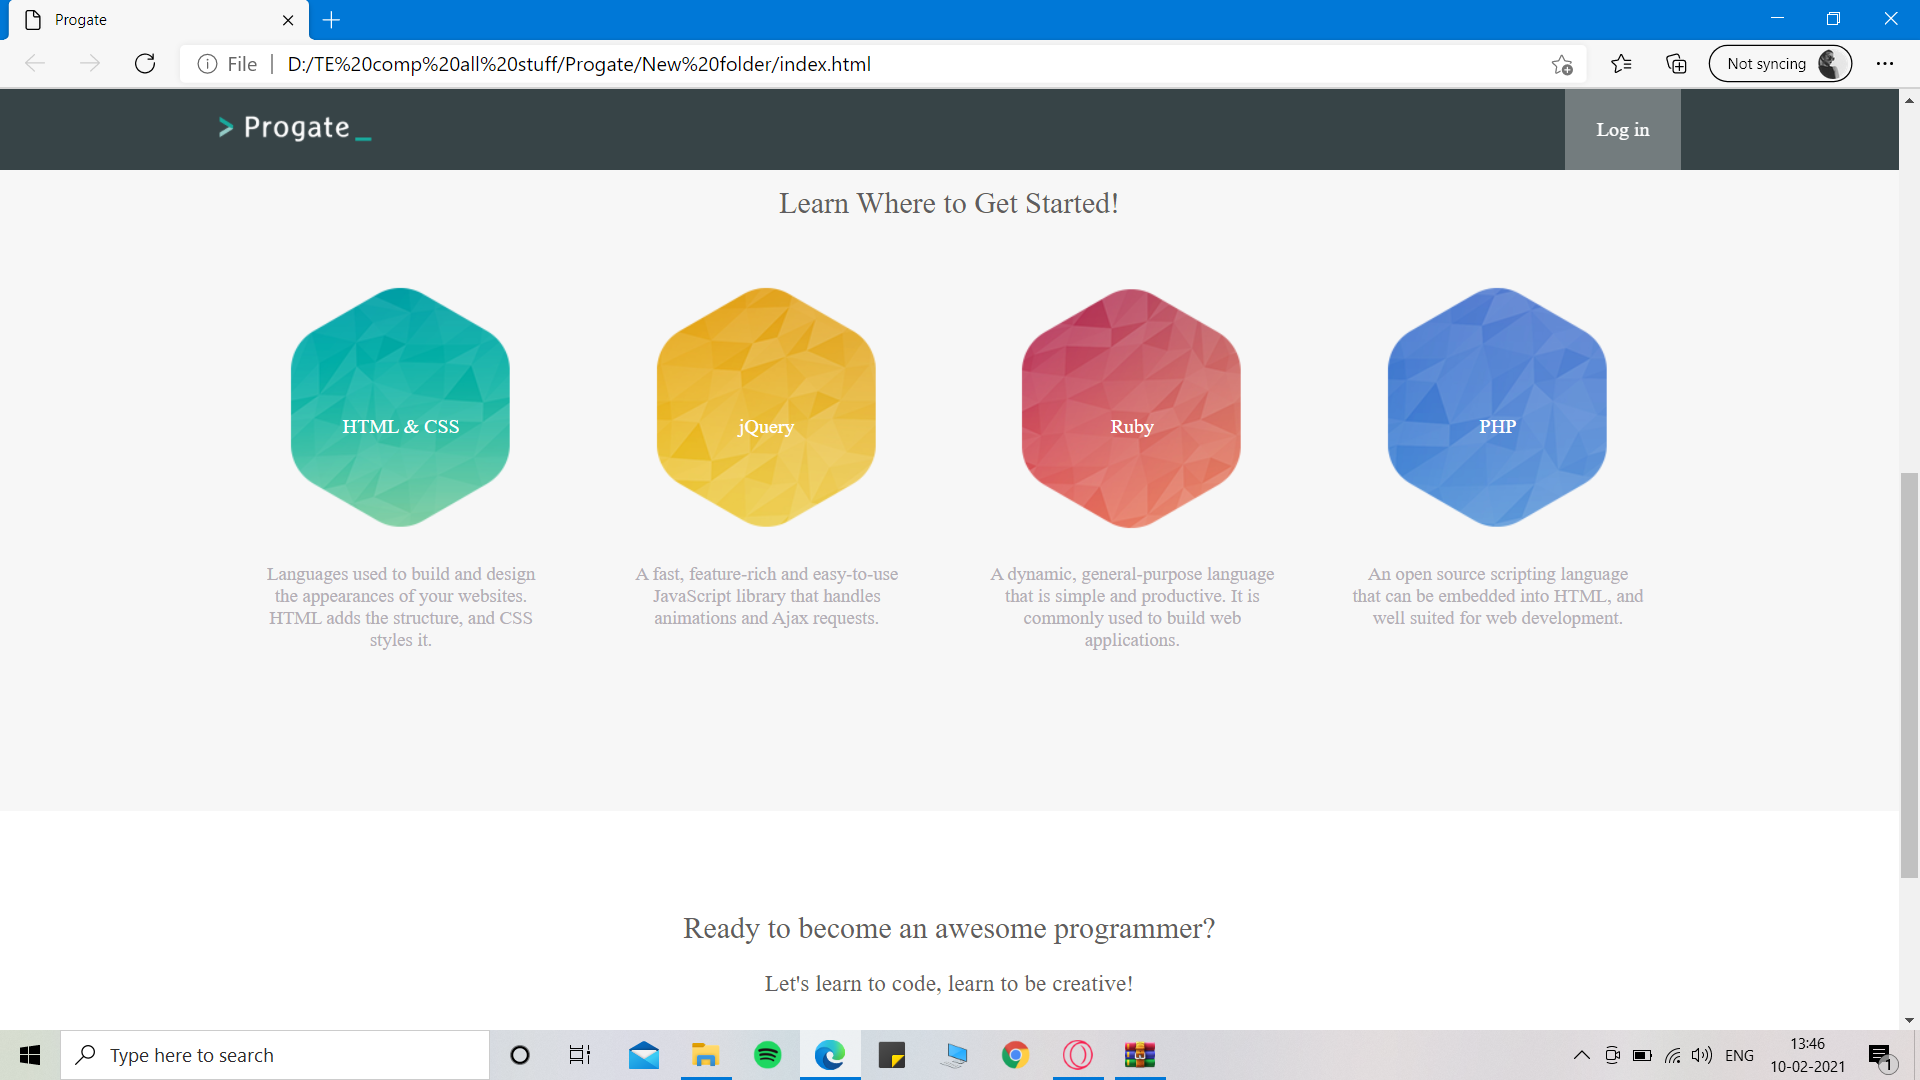 Progate
File
D:/TE%20comp%20all%20stuff/Progate/New%20folder/index.html
Not syncing
> Progate _
Log in
Learn Where to Get Started!
HTML & CSS
jQuery
Ruby
PHP
Languages used to build and design
the appearances of your websites.
HTML adds the structure, and CSS
styles it.
A fast, feature-rich and easy-to-use
JavaScript library that handles
animations and Ajax requests.
A dynamic, general-purpose language
that is simple and productive. It is
commonly used to build web
applications.
An open source scripting language
that can be embedded into HTML, and
well suited for web development.
Ready to become an awesome programmer?
Let's learn to code, learn to be creative!
Type here to search
ENG
13:46
10-02-2021
1